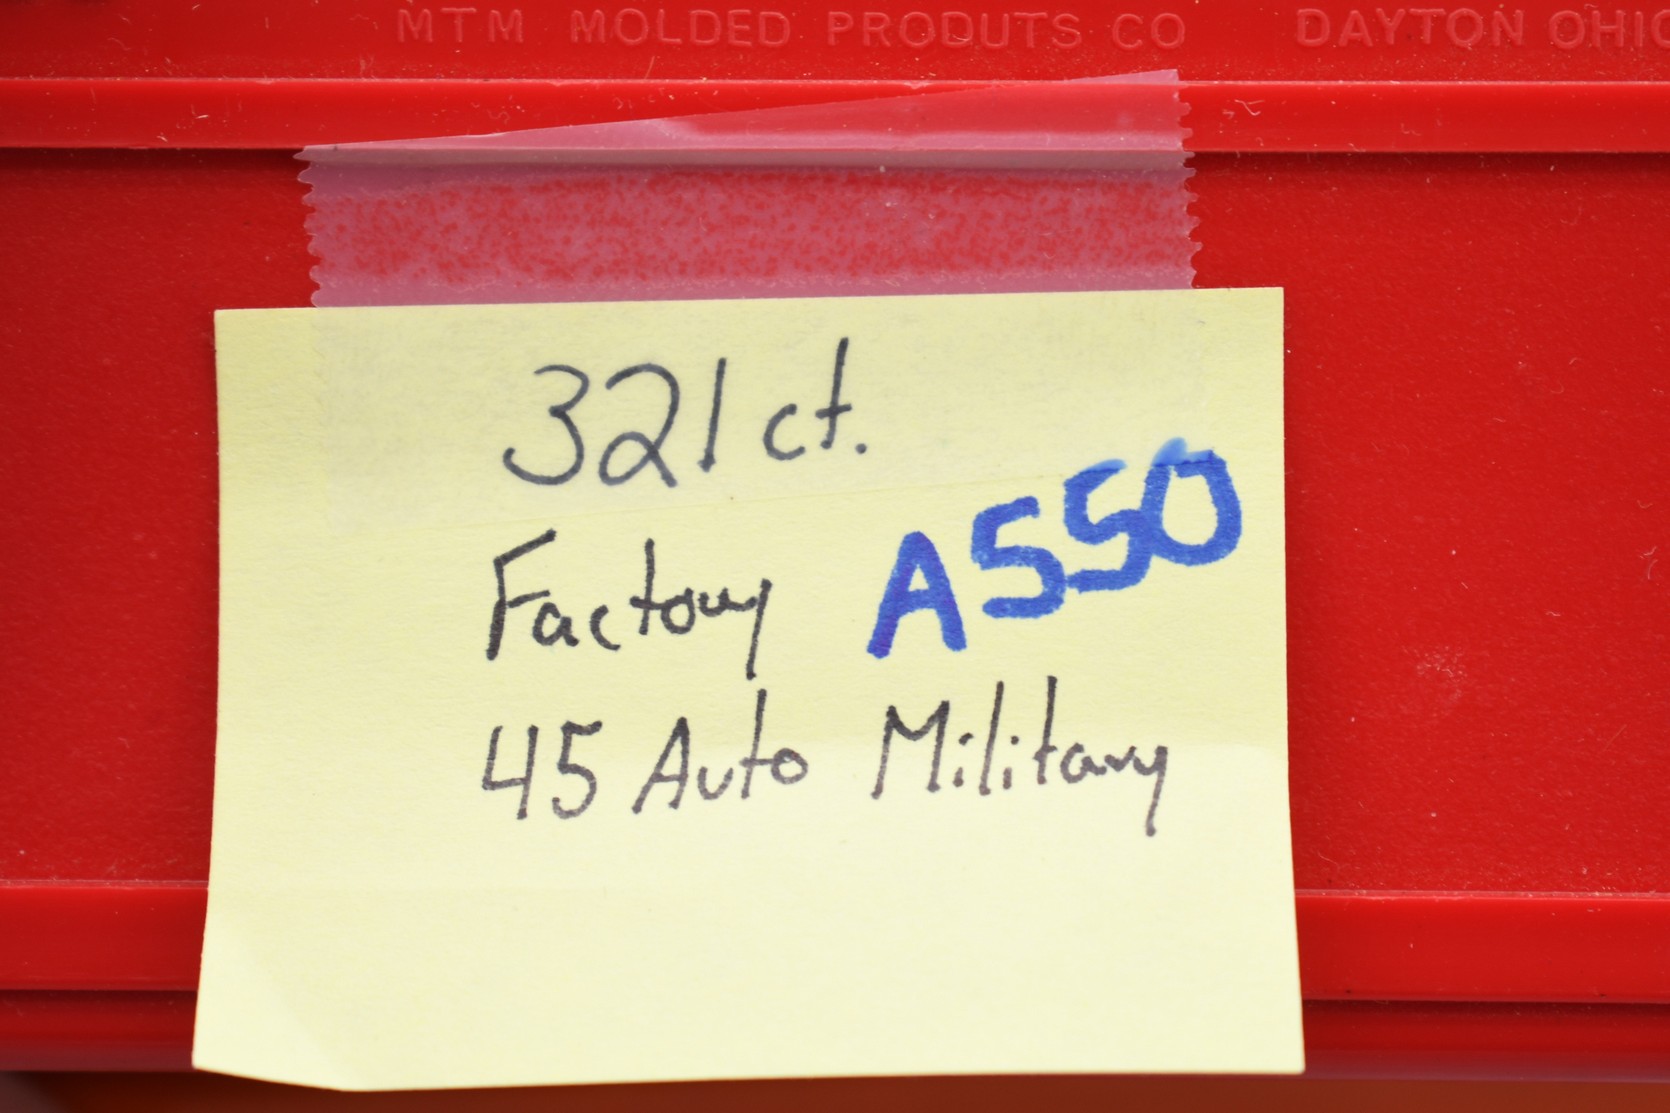 MTM MOLDED PRODUTS CO DAYTON OHIO
321 ct.
Factory A550
45 Auto Military